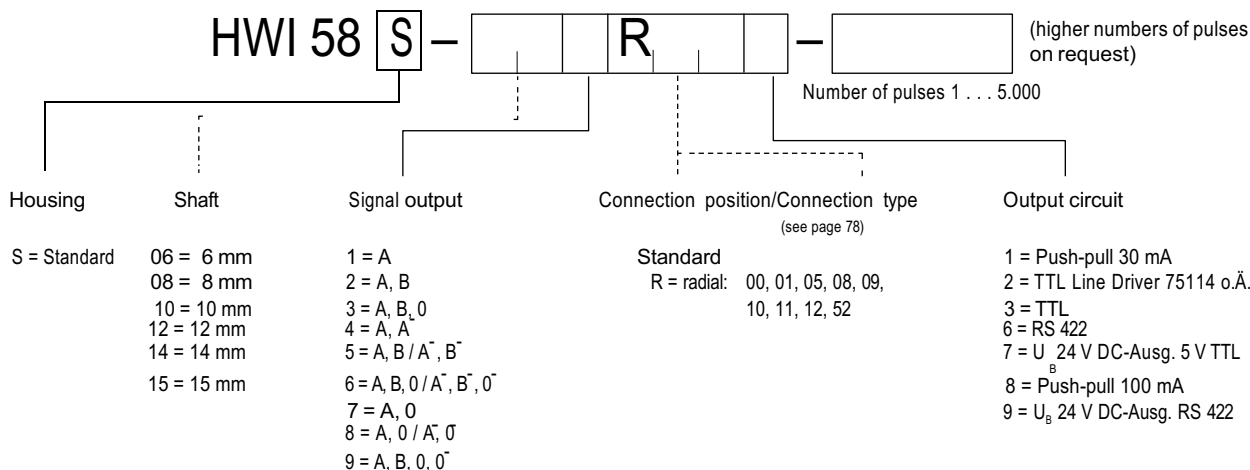 HWI 58 S – R – (higher numbers of pulses
on request)
Number of pulses 1 . . . 5.000
Housing Shaft Signal output Connection position/Connection type Output circuit
(see page 78)
S = Standard 06 = 6 mm 1 = A Standard 1 = Push-pull 30 mA
08 = 8 mm 2 = A, B R = radial: 00, 01, 05, 08, 09, 2 = TTL Line Driver 75114 o.Ä.
10 = 10 mm 3 = A, B, 0 10, 11, 12, 52 3 = TTL
12 = 12 mm 4 = A, A̅ 6 = RS 422
14 = 14 mm 5 = A, B / A̅, B̅ 7 = U_B 24 V DC-Ausg. 5 V TTL
15 = 15 mm 6 = A, B, 0 / A̅, B̅, 0̅ 8 = Push-pull 100 mA
7 = A, 0 9 = U_B 24 V DC-Ausg. RS 422
8 = A, 0 / A̅, 0̅
9 = A, B, 0, 0̅